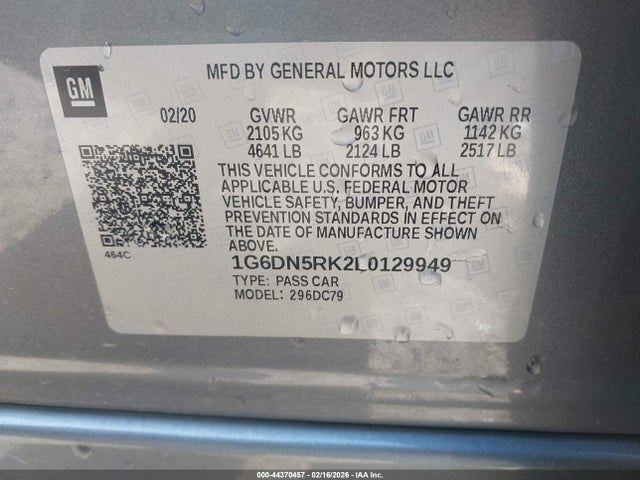 GM
MFD BY GENERAL MOTORS LLC
02/20 GVWR GAWR FRT GAWR RR
2105 KG 963 KG 1142 KG
4641 LB 2124 LB 2517 LB
THIS VEHICLE CONFORMS TO ALL
APPLICABLE U.S. FEDERAL MOTOR
VEHICLE SAFETY, BUMPER, AND THEFT
PREVENTION STANDARDS IN EFFECT ON
THE DATE OF MANUFACTURE SHOWN
ABOVE.
464C
1G6DN5RK2L0129949
TYPE: PASS CAR
MODEL: 296DC79
000-44370457 - 02/16/2026 - IAA Inc.